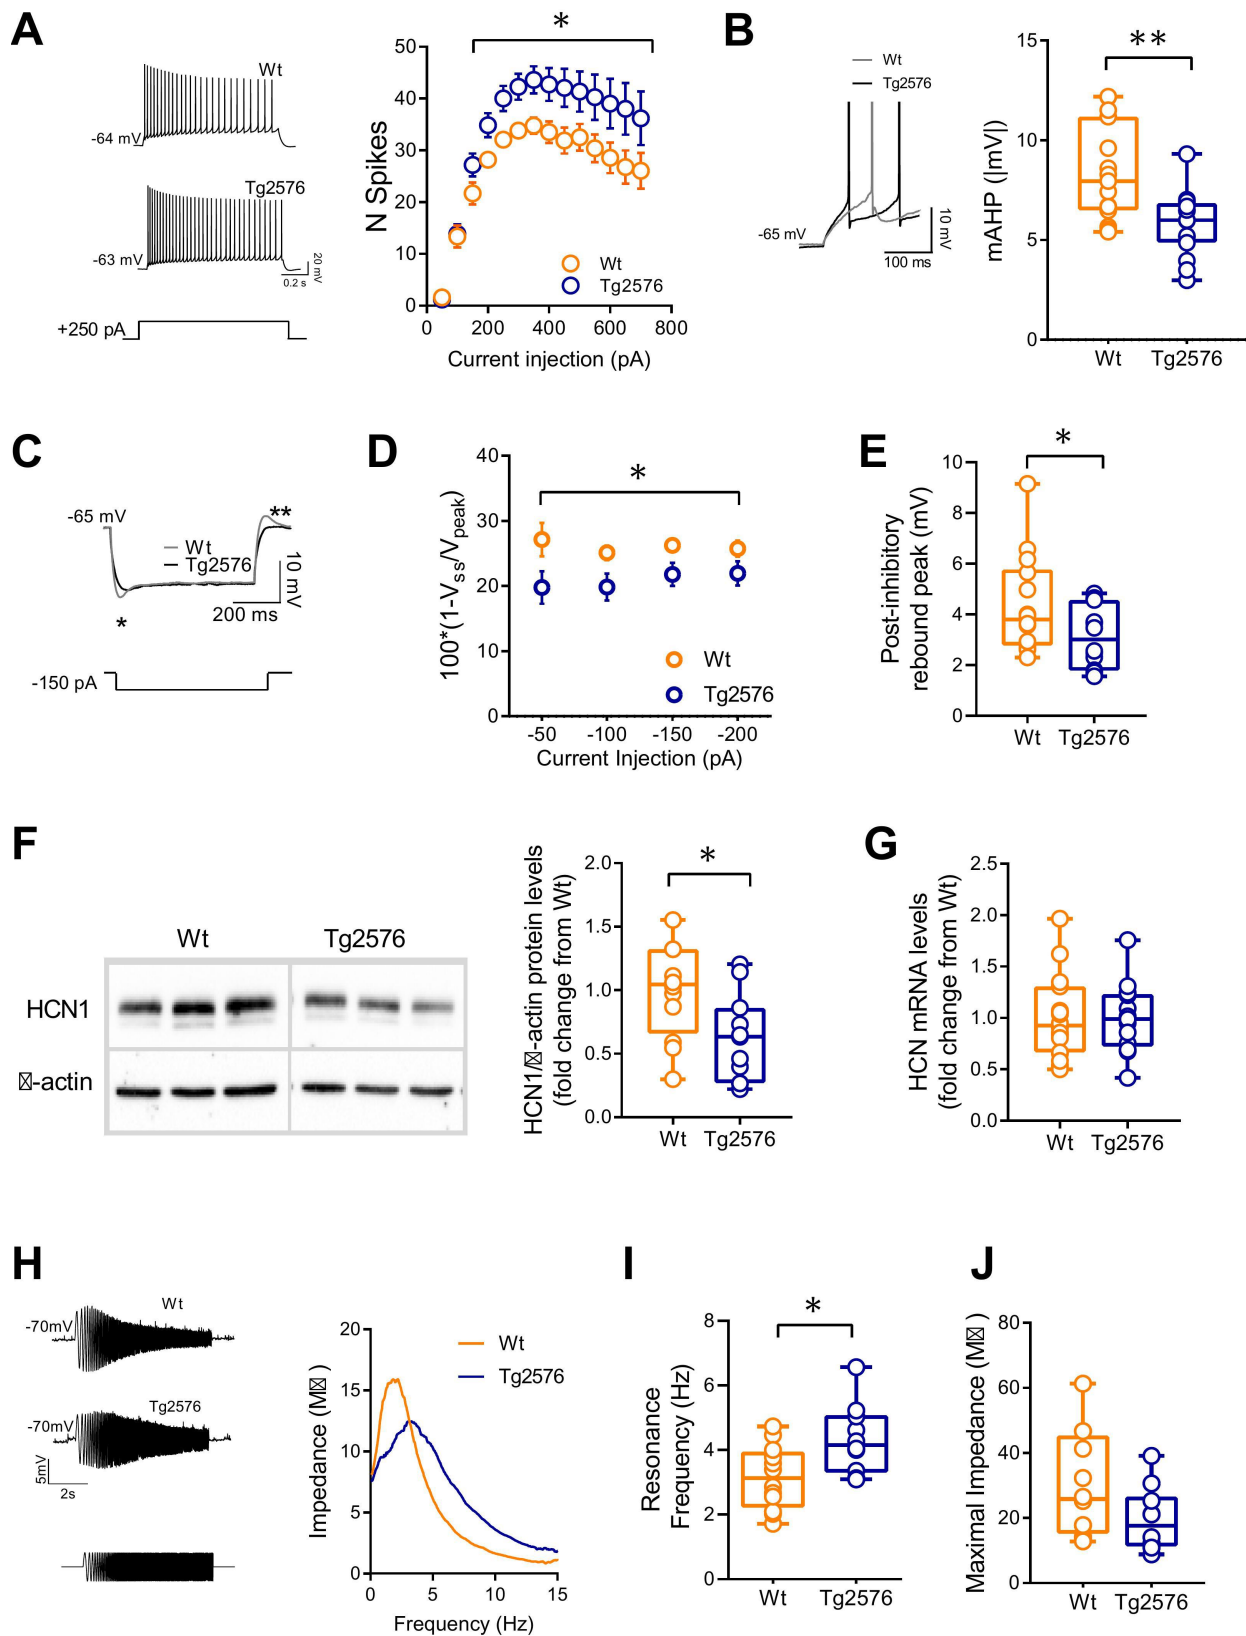 A
Wt
-64 mV
Tg2576
-63 mV
20 mV
0.2 s
+250 pA
*
N Spikes
50
40
30
20
10
0
Wt
Tg2576
0 200 400 600 800
Current injection (pA)
B
Wt
Tg2576
-65 mV
10 mV
100 ms
**
mAHP (|mV|)
15
10
5
0
Wt Tg2576
C
-65 mV
**
Wt
Tg2576
10 mV
200 ms
*
-150 pA
D
*
100*(1-Vss/Vpeak)
40
30
20
10
0
Wt
Tg2576
-50 -100 -150 -200
Current Injection (pA)
E
*
Post-inhibitory
rebound peak (mV)
10
8
6
4
2
0
Wt Tg2576
F
Wt Tg2576
HCN1
☒-actin
*
HCN1/☒-actin protein levels
(fold change from Wt)
2.0
1.5
1.0
0.5
0.0
Wt Tg2576
G
HCN mRNA levels
(fold change from Wt)
2.5
2.0
1.5
1.0
0.5
0.0
Wt Tg2576
H
Wt
-70mV
Tg2576
-70mV
5mV
2s
Impedance (M☒ )
20
15
10
5
0
Wt
Tg2576
0 5 10 15
Frequency (Hz)
I
*
Resonance
Frequency (Hz)
8
6
4
2
0
Wt Tg2576
J
Maximal Impedance (M☒ )
80
60
40
20
0
Wt Tg2576